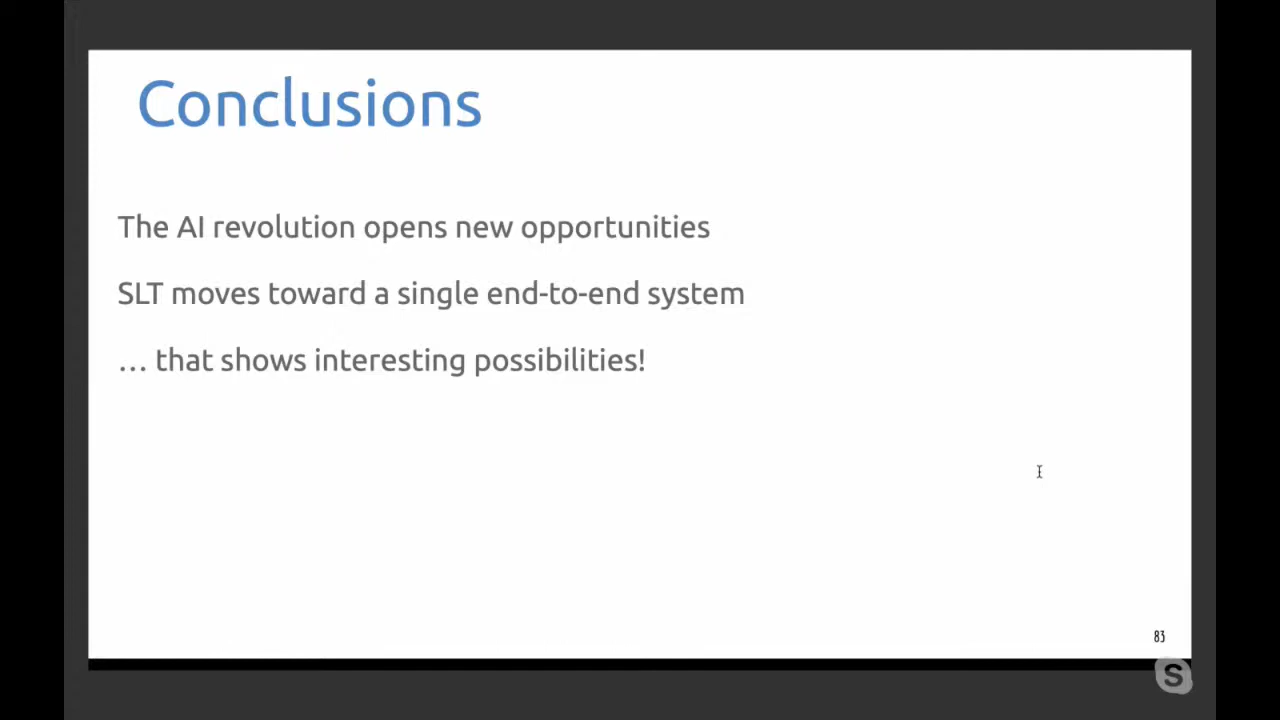 Conclusions
The AI revolution opens new opportunities
SLT moves toward a single end-to-end system
… that shows interesting possibilities!
83
S